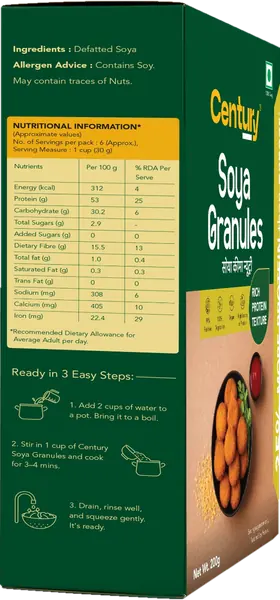 Ingredients : Defatted Soya
Allergen Advice : Contains Soy.
May contain traces of Nuts.
NUTRITIONAL INFORMATION*
(Approximate values)
No. of Servings per pack : 6 (Approx.),
Serving Measure : 1 cup (30 g)
Nutrients Per 100 g % RDA Per Serve
Energy (kcal) 312 4
Protein (g) 53 25
Carbohydrate (g) 30.2 6
Total Sugars (g) 2.9 -
Added Sugars (g) 0 0
Dietary Fibre (g) 15.5 13
Total fat (g) 1.0 0.4
Saturated Fat (g) 0.3 0.3
Trans Fat (g) 0 0
Sodium (mg) 308 6
Calcium (mg) 405 10
Iron (mg) 22.4 29
*Recommended Dietary Allowance for
Average Adult per day.
Ready in 3 Easy Steps:
1. Add 2 cups of water to
a pot. Bring it to a boil.
2. Stir in 1 cup of Century
Soya Granules and cook
for 3–4 mins.
3. Drain, rinse well,
and squeeze gently.
It's ready.
Century
Soya
Granules
RICH
PROTEIN
TEXTURE
Net Wt. 200g